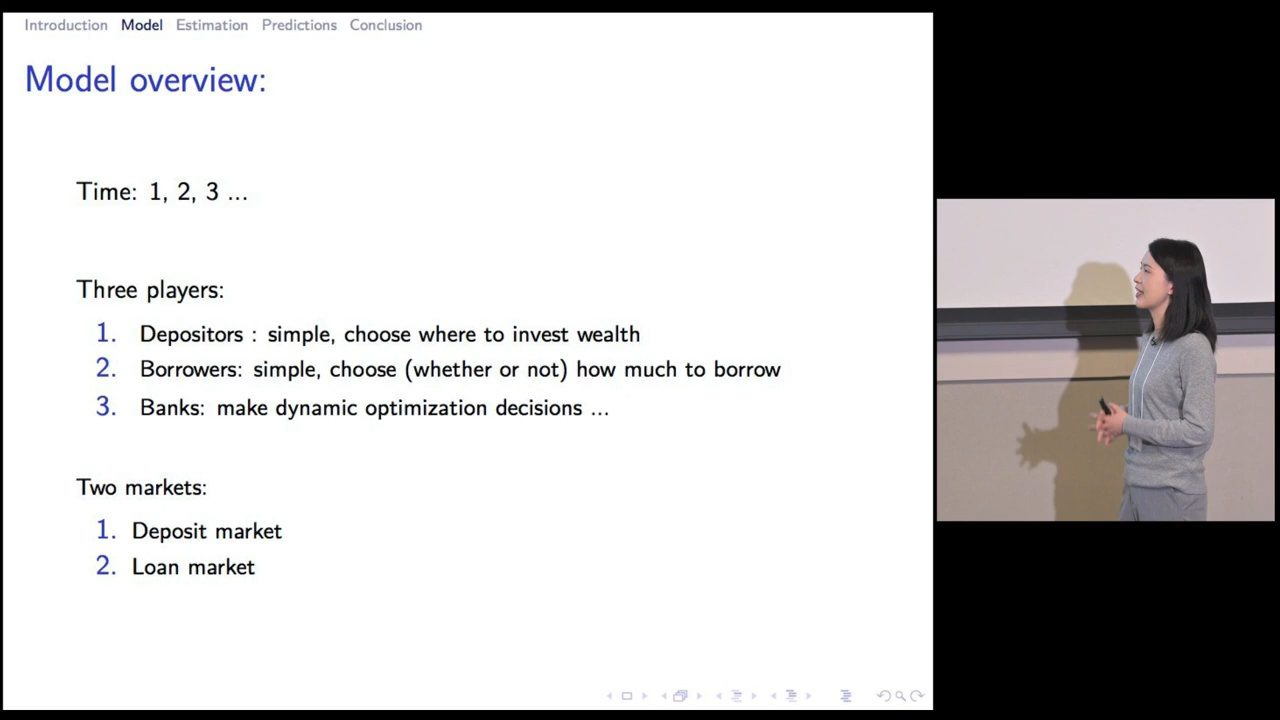 Introduction Model Estimation Predictions Conclusion
Model overview:
Time: 1, 2, 3 ...
Three players:
1. Depositors : simple, choose where to invest wealth
2. Borrowers: simple, choose (whether or not) how much to borrow
3. Banks: make dynamic optimization decisions ...
Two markets:
1. Deposit market
2. Loan market